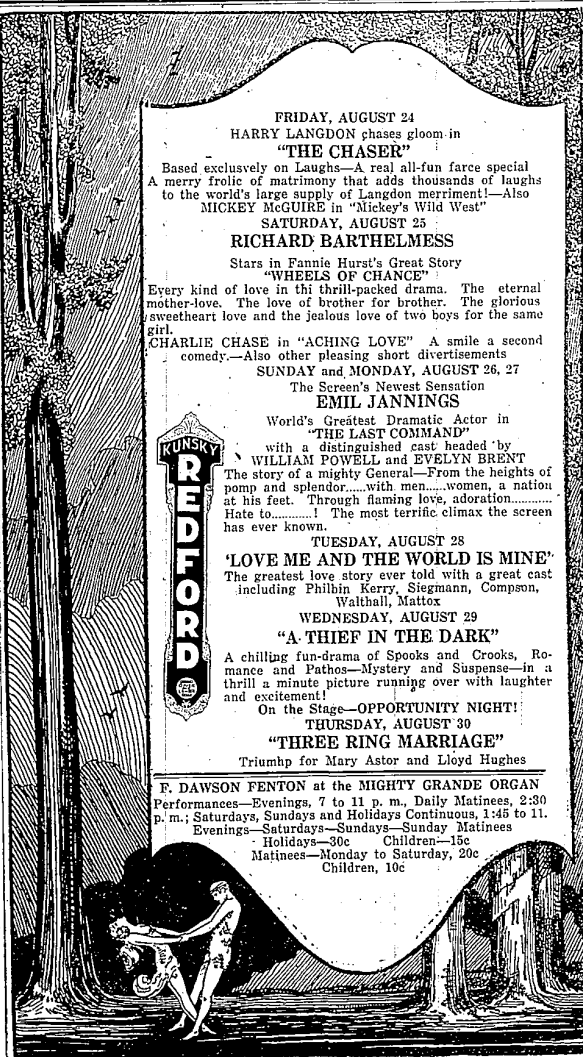 FRIDAY, AUGUST 24
HARRY LANGDON chases gloom in
"THE CHASER"
Based exclusively on Laughs—A real all-fun farce special
A merry frolic of matrimony that adds thousands of laughs
to the world's large supply of Langdon merriment!—Also
MICKEY McGUIRE in "Mickey's Wild West"
SATURDAY, AUGUST 25
RICHARD BARTHELMESS
Stars in Fannie Hurst's Great Story
"WHEELS OF CHANCE"
Every kind of love in thi thrill-packed drama. The eternal
mother-love. The love of brother for brother. The glorious
sweetheart love and the jealous love of two boys for the same
girl.
CHARLIE CHASE in "ACHING LOVE" A smile a second
comedy.—Also other pleasing short divertisements
SUNDAY and MONDAY, AUGUST 26, 27
The Screen's Newest Sensation
EMIL JANNINGS
World's Greatest Dramatic Actor in
"THE LAST COMMAND"
with a distinguished cast headed by
WILLIAM POWELL and EVELYN BRENT
The story of a mighty General—From the heights of
pomp and splendor......with men......women, a nation
at his feet. Through flaming love, adoration............
Hate to............! The most terrific climax the screen
has ever known.
KUNSKY
REDFORD
TUESDAY, AUGUST 28
'LOVE ME AND THE WORLD IS MINE'
The greatest love story ever told with a great cast
including Philbin Kerry, Siegmann, Compson,
Walthall, Mattox
WEDNESDAY, AUGUST 29
"A THIEF IN THE DARK"
A chilling fun-drama of Spooks and Crooks, Ro-
mance and Pathos—Mystery and Suspense—in a
thrill a minute picture running over with laughter
and excitement!
On the Stage—OPPORTUNITY NIGHT!
THURSDAY, AUGUST 30
"THREE RING MARRIAGE"
Triumhp for Mary Astor and Lloyd Hughes
F. DAWSON FENTON at the MIGHTY GRANDE ORGAN
Performances—Evenings, 7 to 11 p. m., Daily Matinees, 2:30
p. m.; Saturdays, Sundays and Holidays Continuous, 1:45 to 11.
Evenings—Saturdays—Sundays—Sunday Matinees
Holidays—30c Children—15c
Matinees—Monday to Saturday, 20c
Children, 10c